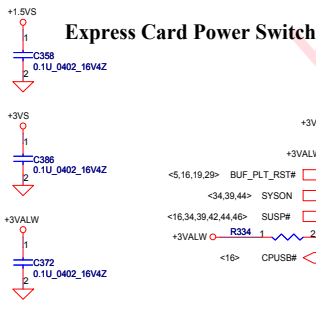 +1.5VS
Express Card Power Switch
1
C358
0.1U_0402_16V4Z
2
+3VS
1
C386
0.1U_0402_16V4Z
2
+3V
+3VALW
<5,16,19,29> BUF_PLT_RST#
<34,39,44> SYSON
<16,34,39,42,44,46> SUSP#
+3VALW R334 1 2
<16> CPUSB#
+3VALW
1
C372
0.1U_0402_16V4Z
2